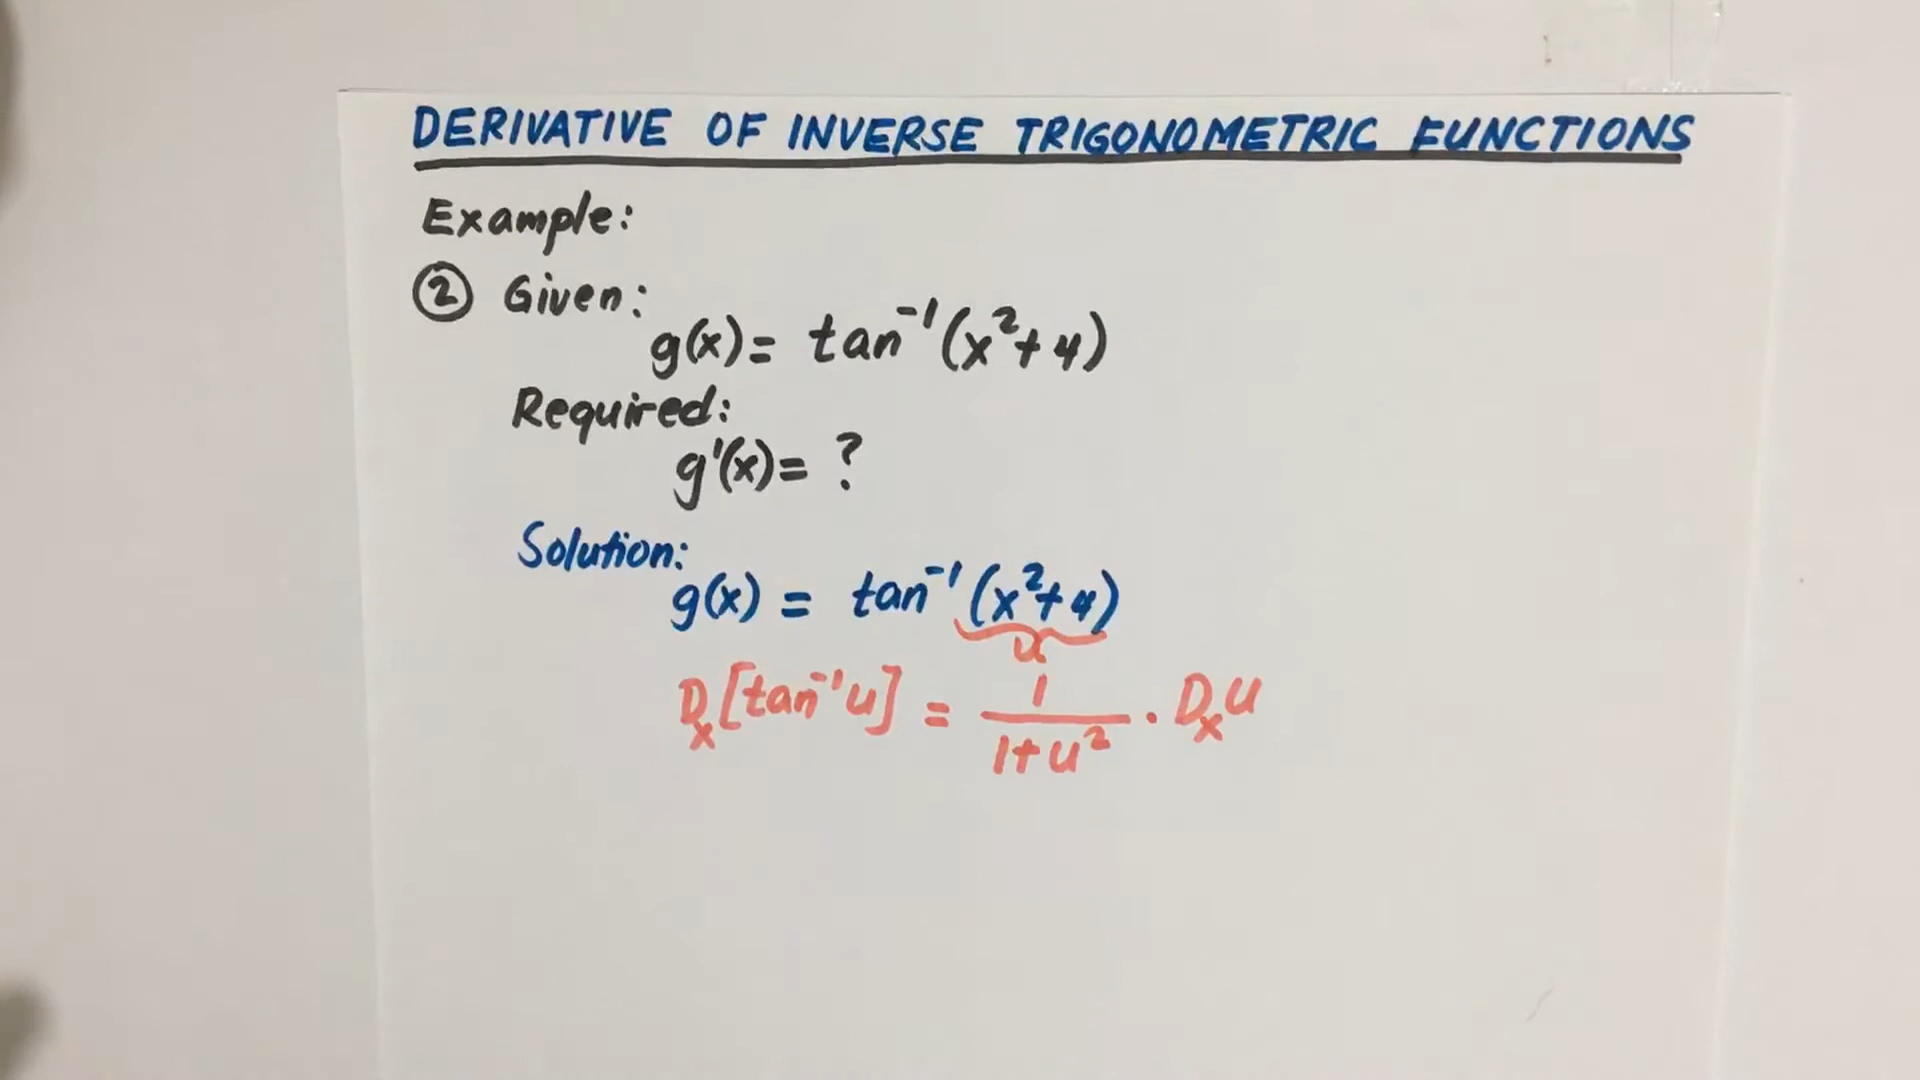 DERIVATIVE OF INVERSE TRIGONOMETRIC FUNCTIONS
Example:
② Given:
g(x) = tan⁻¹(x²+4)
Required:
g'(x) = ?
Solution:
g(x) = tan⁻¹(x²+4)
u
Dₓ[tan⁻¹u] = 1/(1+u²) · Dₓu